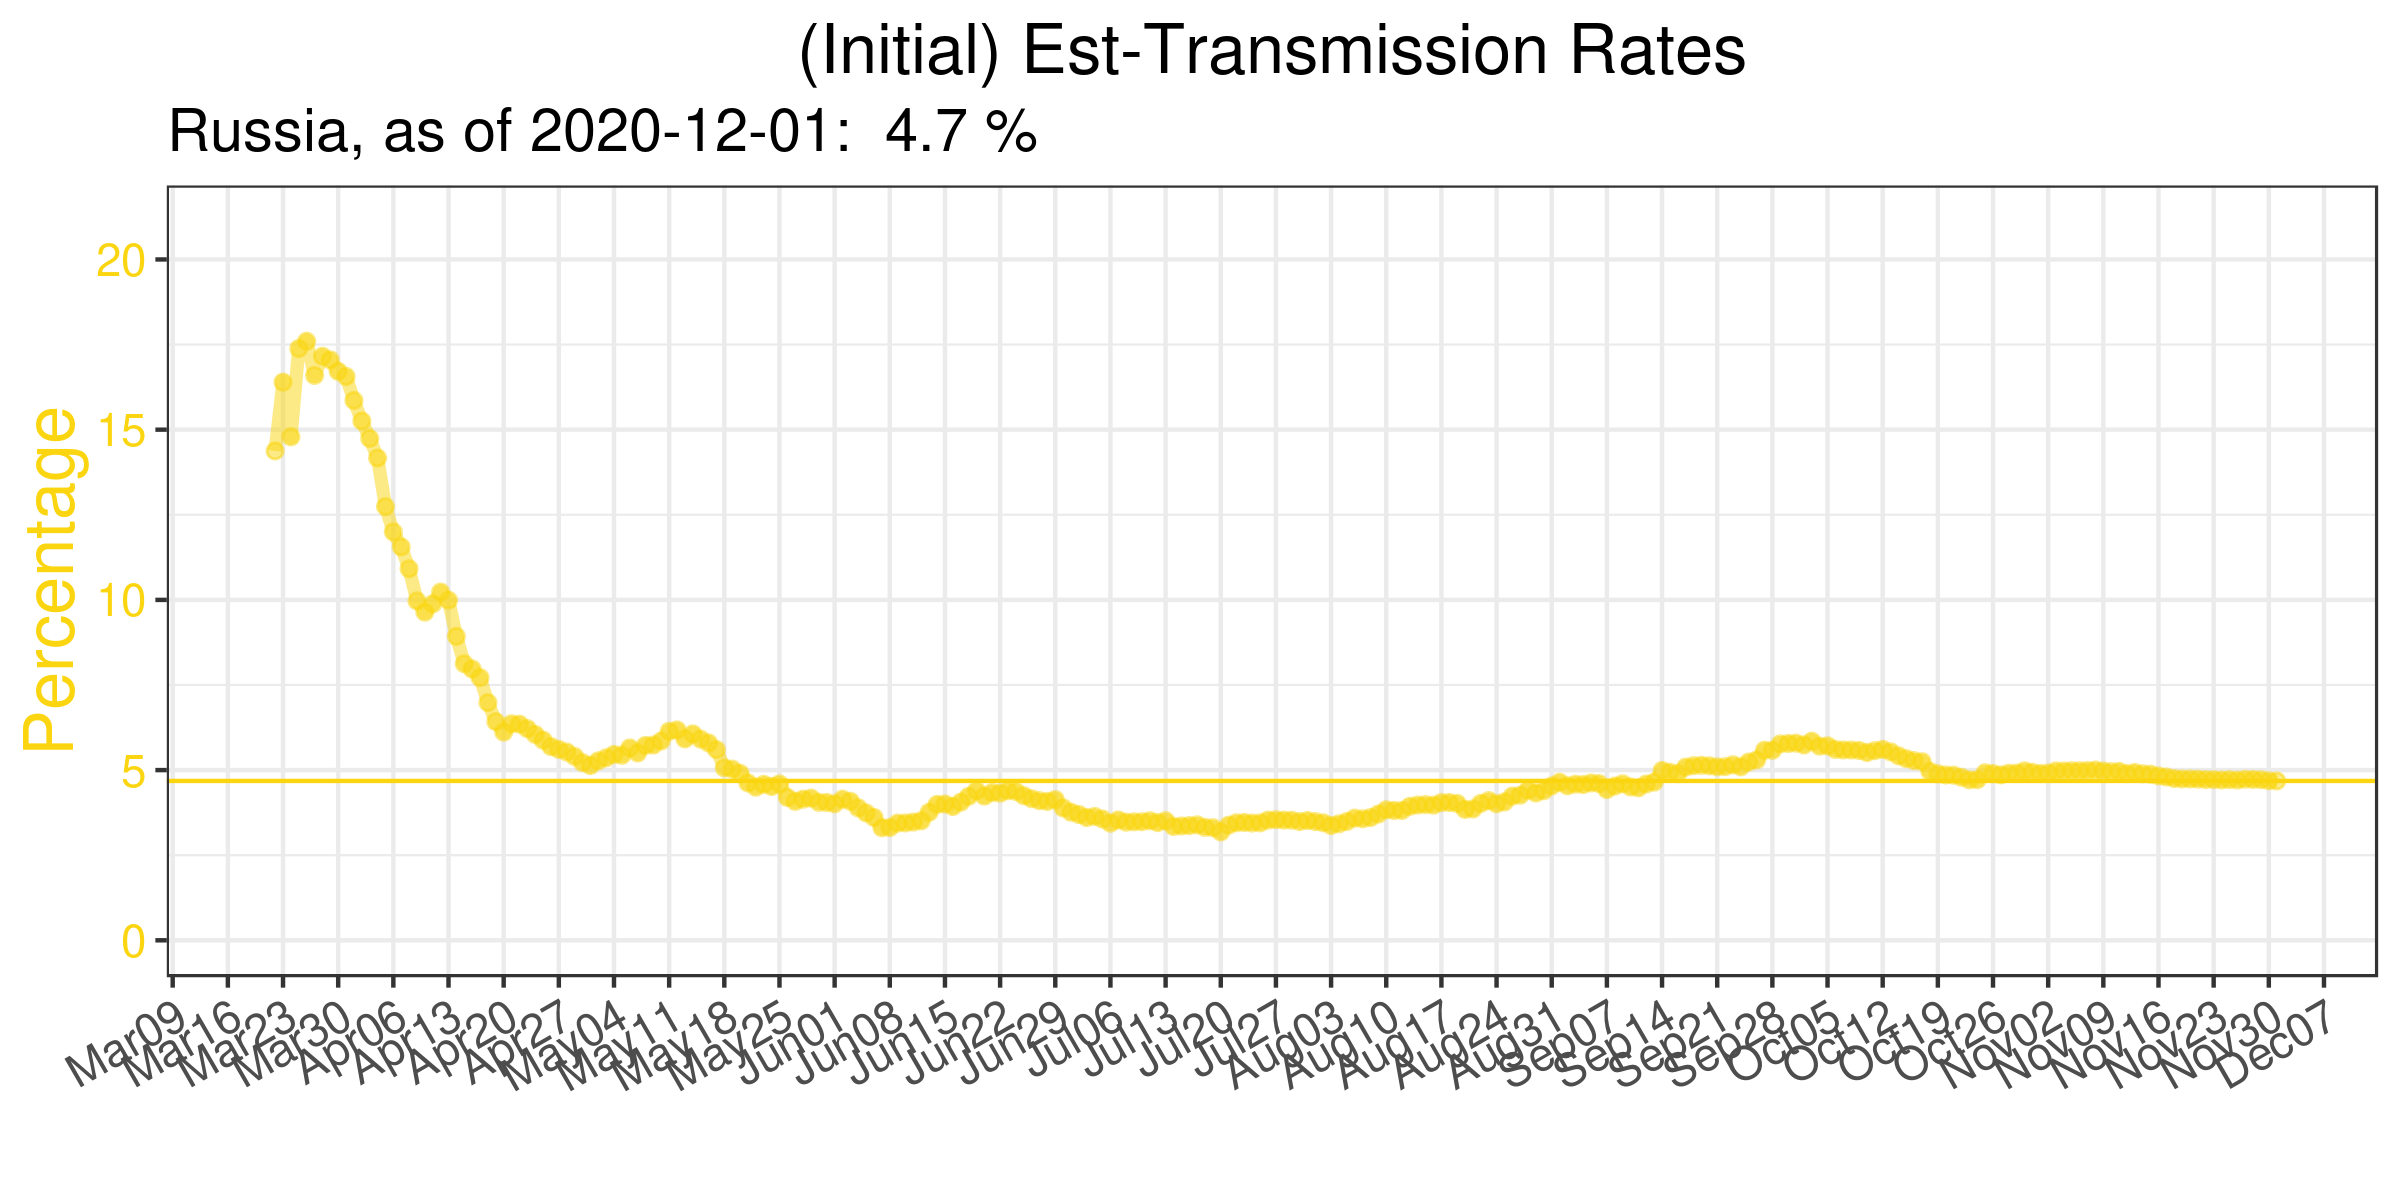 (Initial) Est-Transmission Rates
Russia, as of 2020-12-01:  4.7 %
Percentage
20
15
10
5
0
Mar09
Mar16
Mar23
Mar30
Apr06
Apr13
Apr20
Apr27
May04
May11
May18
May25
Jun01
Jun08
Jun15
Jun22
Jun29
Jul06
Jul13
Jul20
Jul27
Aug03
Aug10
Aug17
Aug24
Aug31
Sep07
Sep14
Sep21
Sep28
Oct05
Oct12
Oct19
Oct26
Nov02
Nov09
Nov16
Nov23
Nov30
Dec07